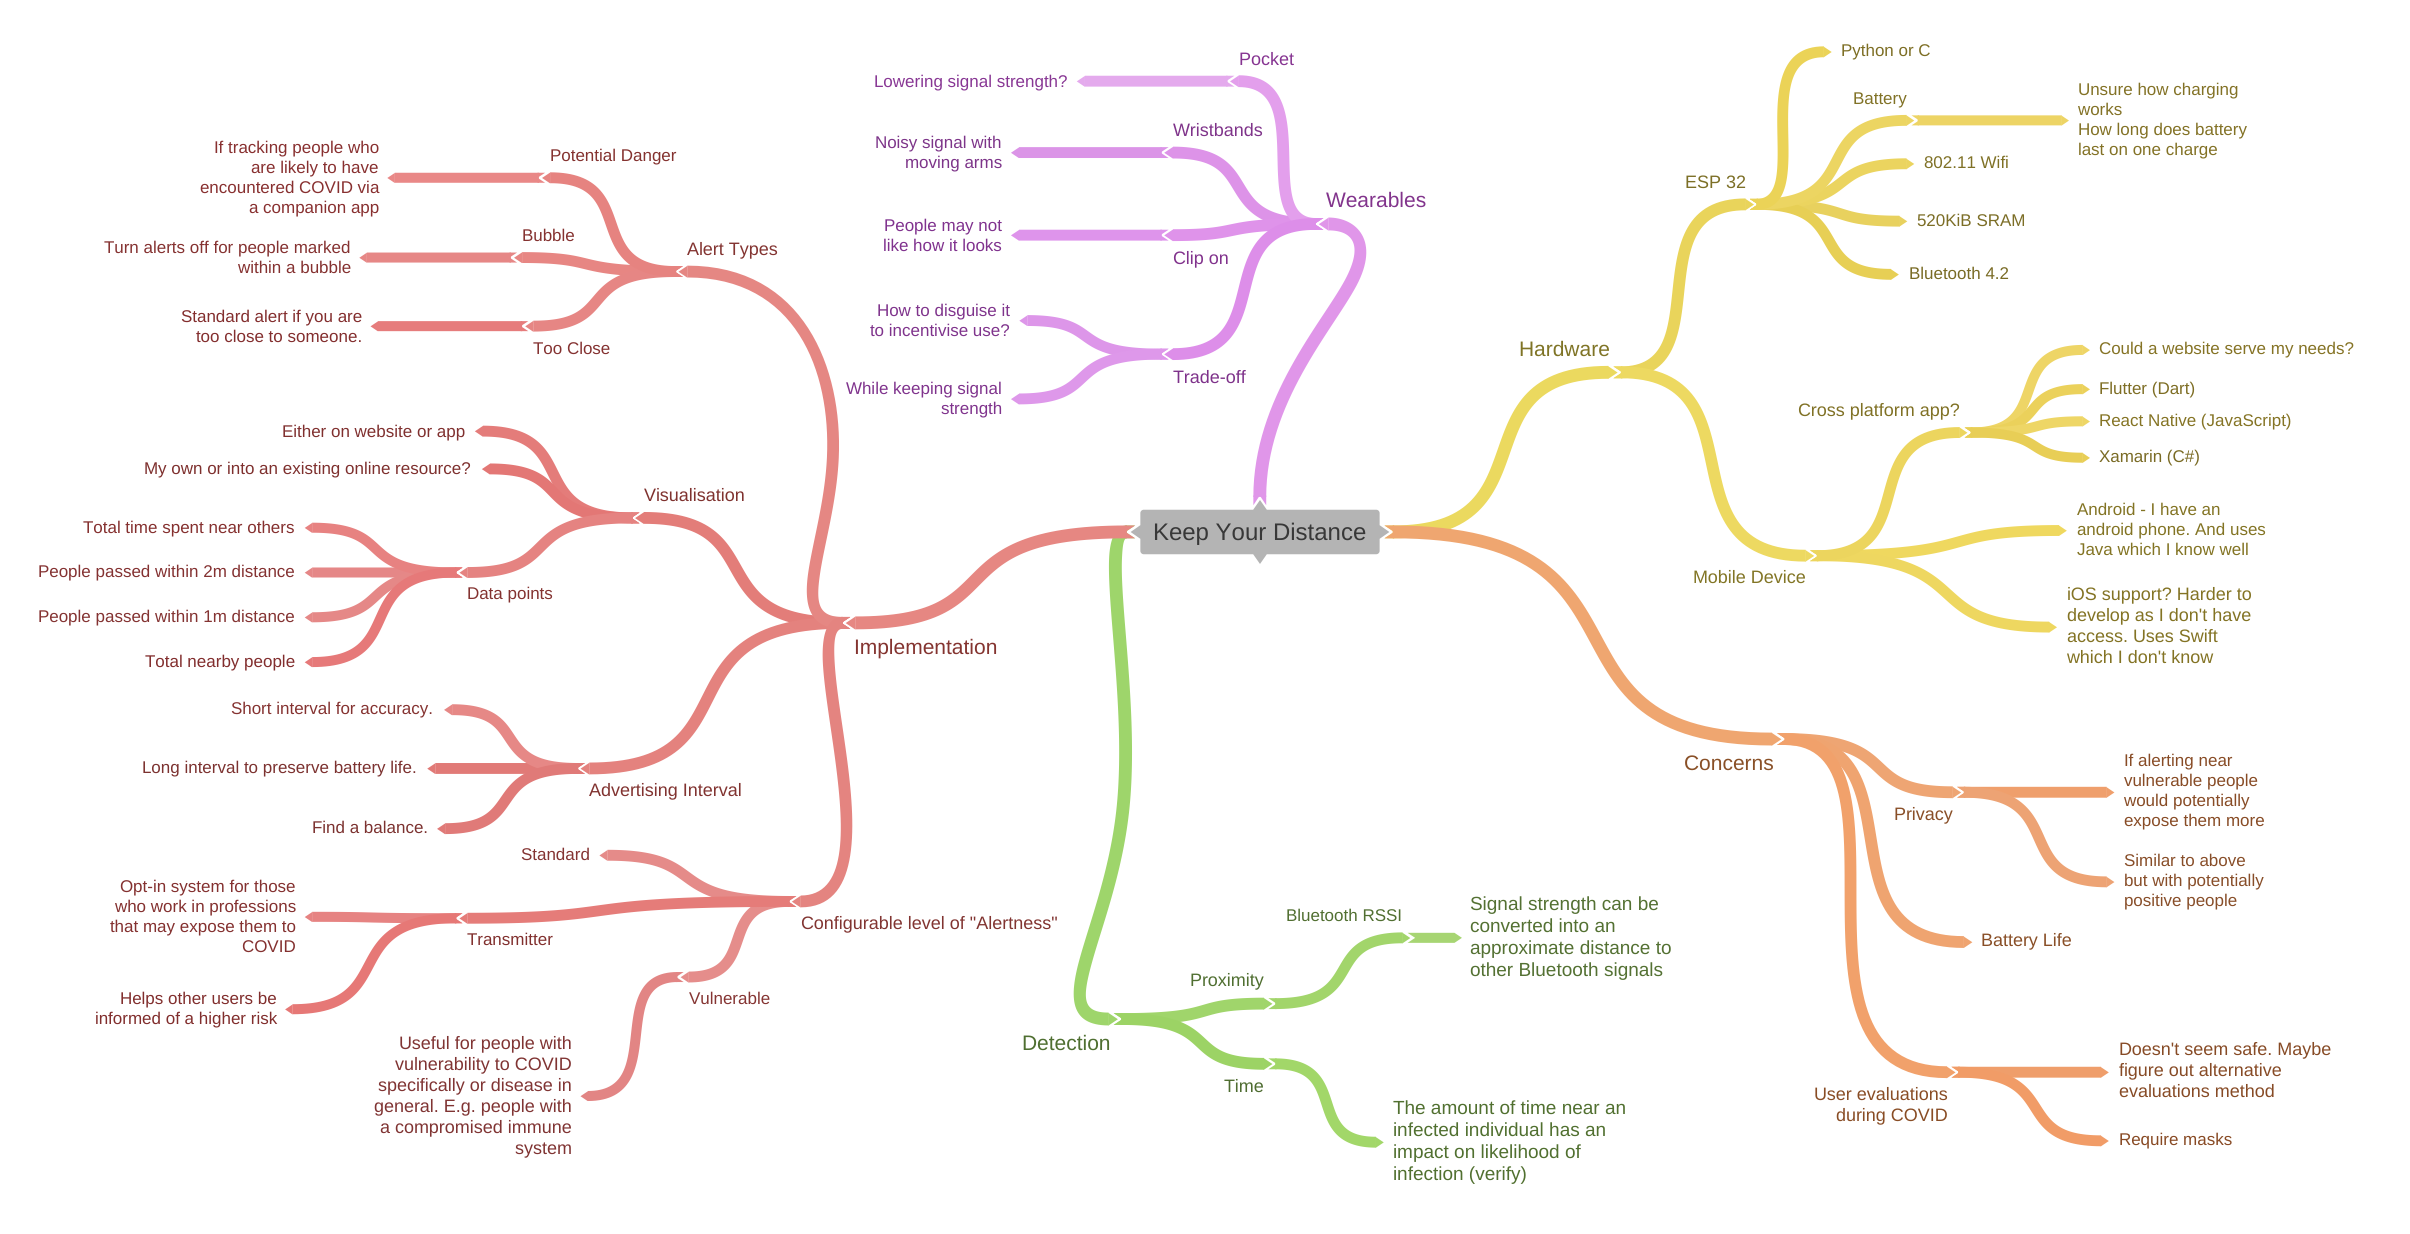 Keep Your Distance
Wearables
Pocket
Lowering signal strength?
Wristbands
Noisy signal with
moving arms
Clip on
People may not
like how it looks
Trade-off
How to disguise it
to incentivise use?
While keeping signal
strength
Hardware
ESP 32
Python or C
Battery
Unsure how charging
works
How long does battery
last on one charge
802.11 Wifi
520KiB SRAM
Bluetooth 4.2
Mobile Device
Cross platform app?
Could a website serve my needs?
Flutter (Dart)
React Native (JavaScript)
Xamarin (C#)
Android - I have an
android phone. And uses
Java which I know well
iOS support? Harder to
develop as I don't have
access. Uses Swift
which I don't know
Concerns
Privacy
If alerting near
vulnerable people
would potentially
expose them more
Similar to above
but with potentially
positive people
Battery Life
User evaluations
during COVID
Doesn't seem safe. Maybe
figure out alternative
evaluations method
Require masks
Detection
Proximity
Bluetooth RSSI
Signal strength can be
converted into an
approximate distance to
other Bluetooth signals
Time
The amount of time near an
infected individual has an
impact on likelihood of
infection (verify)
Implementation
Alert Types
Potential Danger
If tracking people who
are likely to have
encountered COVID via
a companion app
Bubble
Turn alerts off for people marked
within a bubble
Too Close
Standard alert if you are
too close to someone.
Visualisation
Either on website or app
My own or into an existing online resource?
Data points
Total time spent near others
People passed within 2m distance
People passed within 1m distance
Total nearby people
Advertising Interval
Short interval for accuracy.
Long interval to preserve battery life.
Find a balance.
Configurable level of "Alertness"
Standard
Transmitter
Opt-in system for those
who work in professions
that may expose them to
COVID
Helps other users be
informed of a higher risk
Vulnerable
Useful for people with
vulnerability to COVID
specifically or disease in
general. E.g. people with
a compromised immune
system